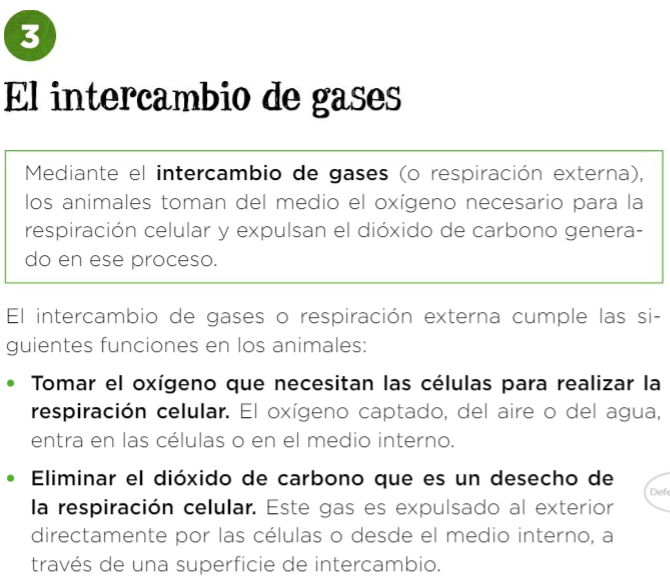 3
El intercambio de gases
Mediante el intercambio de gases (o respiración externa),
los animales toman del medio el oxígeno necesario para la
respiración celular y expulsan el dióxido de carbono genera-
do en ese proceso.
El intercambio de gases o respiración externa cumple las si-
guientes funciones en los animales:
• Tomar el oxígeno que necesitan las células para realizar la
respiración celular. El oxígeno captado, del aire o del agua,
entra en las células o en el medio interno.
• Eliminar el dióxido de carbono que es un desecho de
la respiración celular. Este gas es expulsado al exterior
directamente por las células o desde el medio interno, a
través de una superficie de intercambio.